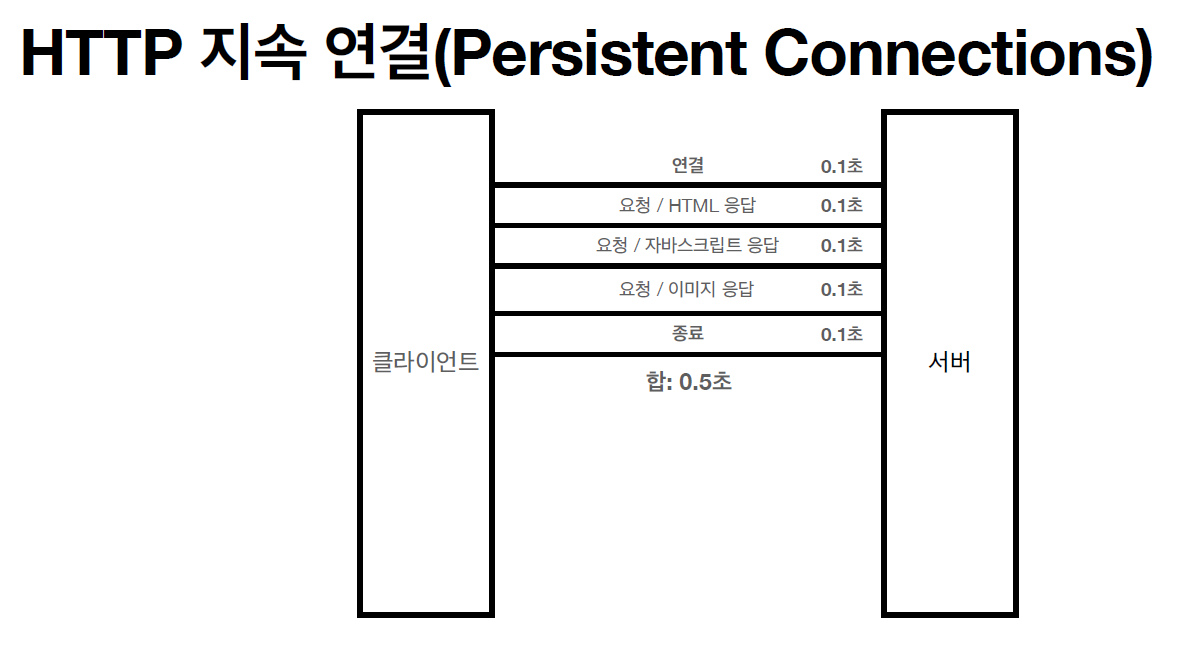 HTTP 지속 연결(Persistent Connections)
연결 0.1초
요청 / HTML 응답 0.1초
요청 / 자바스크립트 응답 0.1초
요청 / 이미지 응답 0.1초
종료 0.1초
클라이언트
서버
합: 0.5초